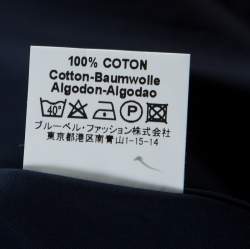 100% COTON
Cotton-Baumwolle
Algodon-Algodao
40°
P
ブルーベル・ファッション株式会社
東京都港区南青山1-15-14